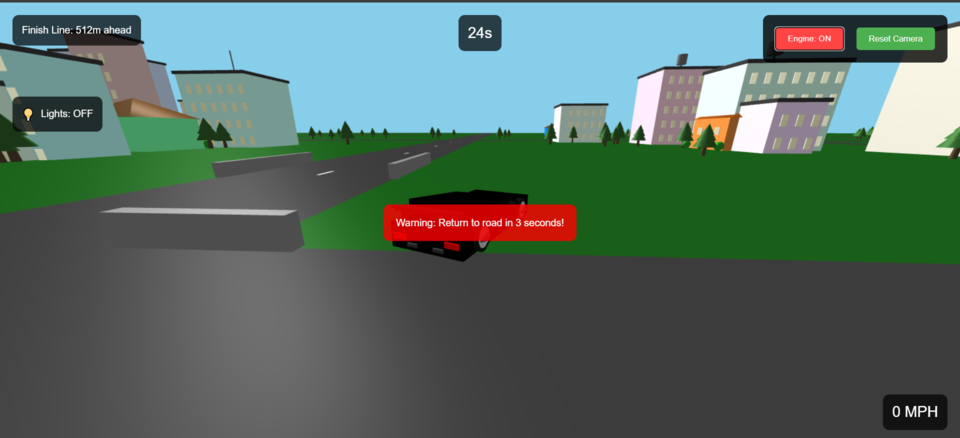 Finish Line: 512m ahead
24s
Engine: ON
Reset Camera
Lights: OFF
Warning: Return to road in 3 seconds!
0 MPH